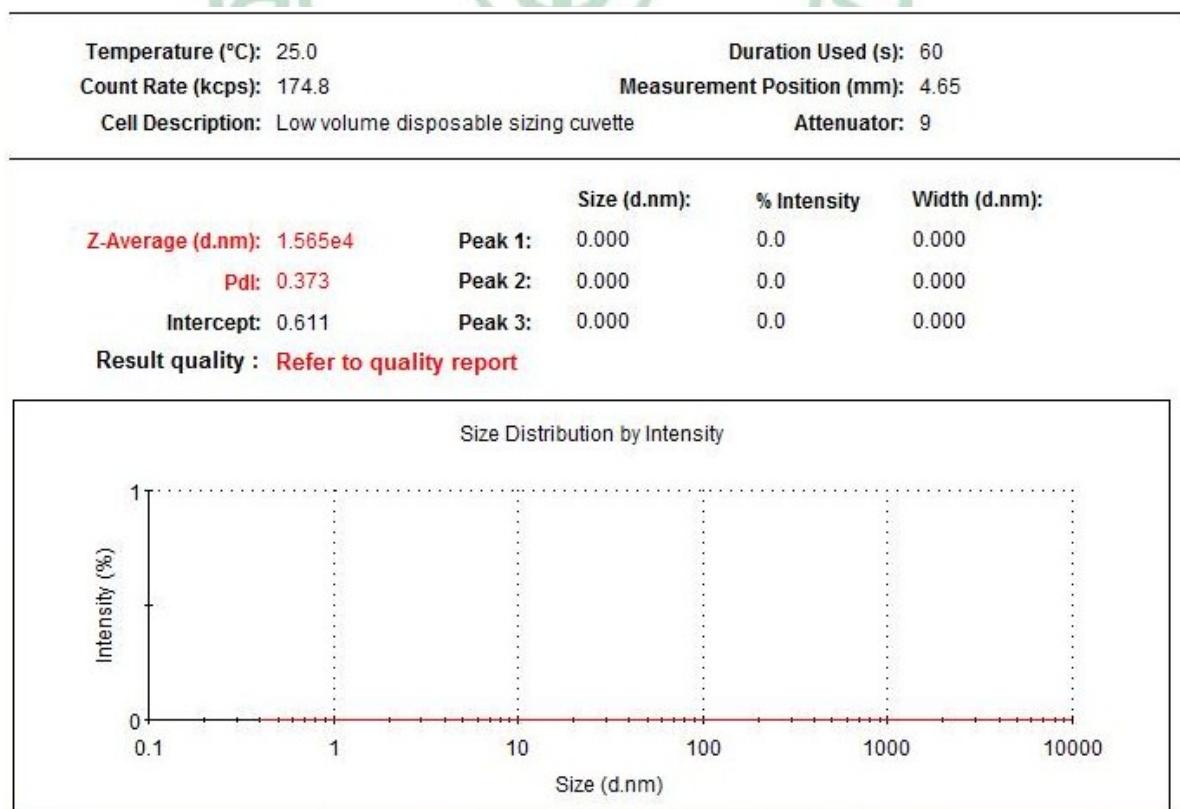 Temperature (°C): 25.0 Duration Used (s): 60
Count Rate (kcps): 174.8 Measurement Position (mm): 4.65
Cell Description: Low volume disposable sizing cuvette Attenuator: 9
Size (d.nm): % Intensity Width (d.nm):
Z-Average (d.nm): 1.565e4 Peak 1: 0.000 0.0 0.000
PdI: 0.373 Peak 2: 0.000 0.0 0.000
Intercept: 0.611 Peak 3: 0.000 0.0 0.000
Result quality : Refer to quality report
Size Distribution by Intensity
1
Intensity (%)
0
0.1 1 10 100 1000 10000
Size (d.nm)